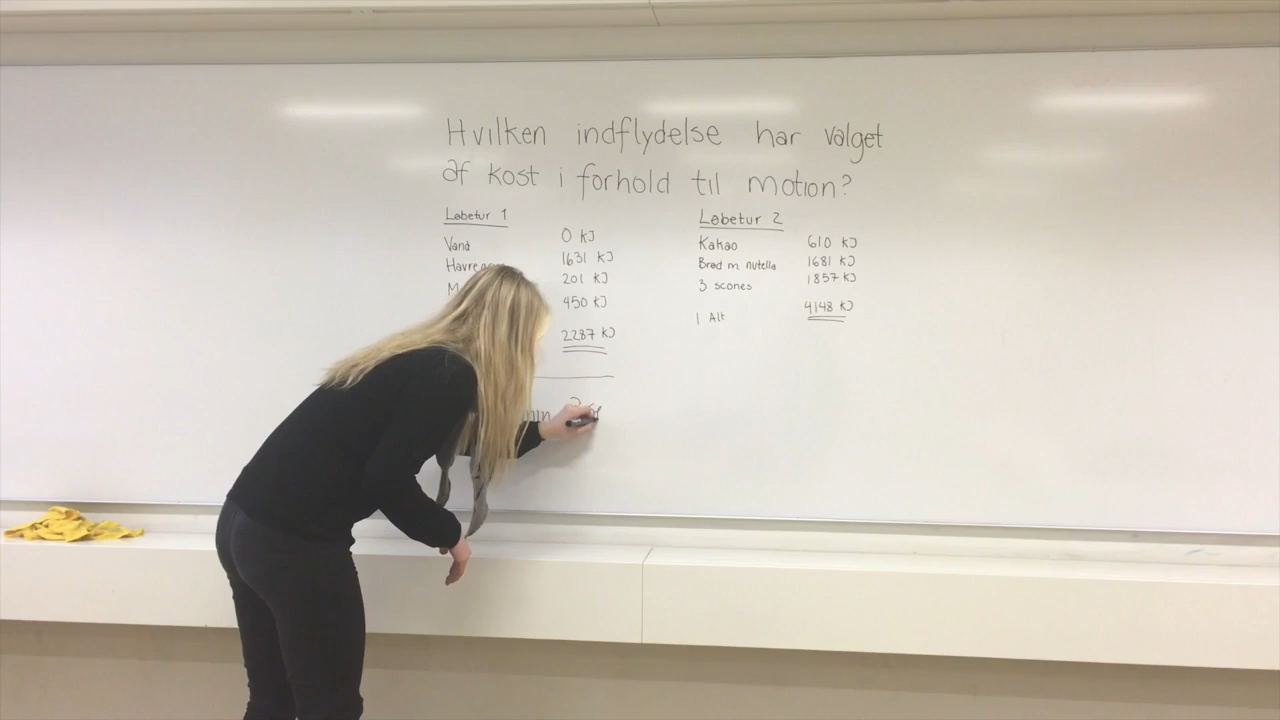 Hvilken indflydelse har valget
af kost i forhold til motion?
Løbetur 1
Vand 0 KJ
1631 KJ
201 KJ
450 KJ
2287 KJ
Løbetur 2
Kakao 610 KJ
Brød m. nutella 1681 KJ
3 scones 1857 KJ
I Alt 4148 KJ